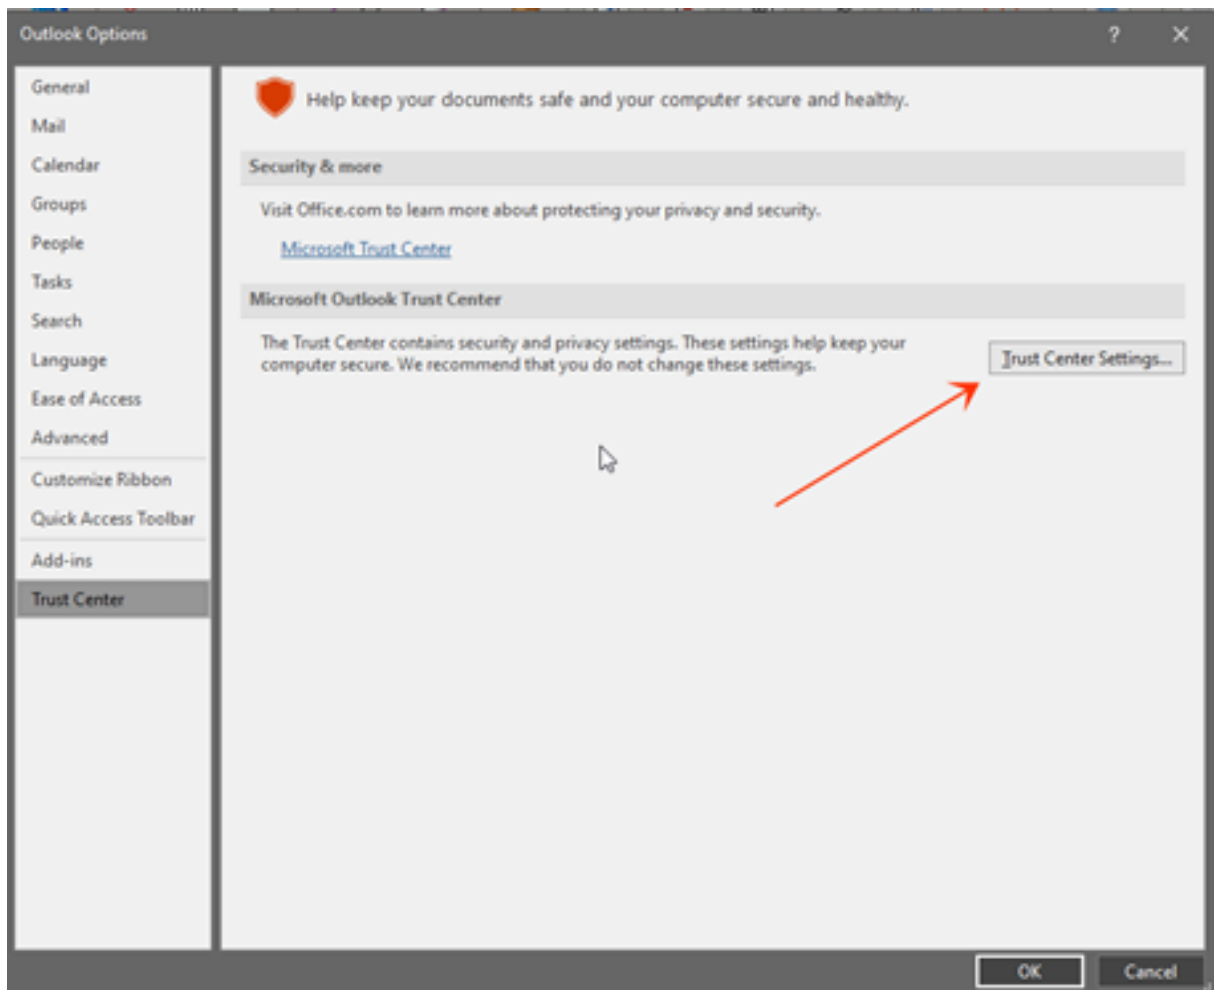 Outlook Options
?
General
Mail
Calendar
Groups
People
Tasks
Search
Language
Ease of Access
Advanced
Customize Ribbon
Quick Access Toolbar
Add-ins
Trust Center
Help keep your documents safe and your computer secure and healthy.
Security & more
Visit Office.com to learn more about protecting your privacy and security.
Microsoft Trust Center
Microsoft Outlook Trust Center
The Trust Center contains security and privacy settings. These settings help keep your
computer secure. We recommend that you do not change these settings.
Trust Center Settings...
OK
Cancel